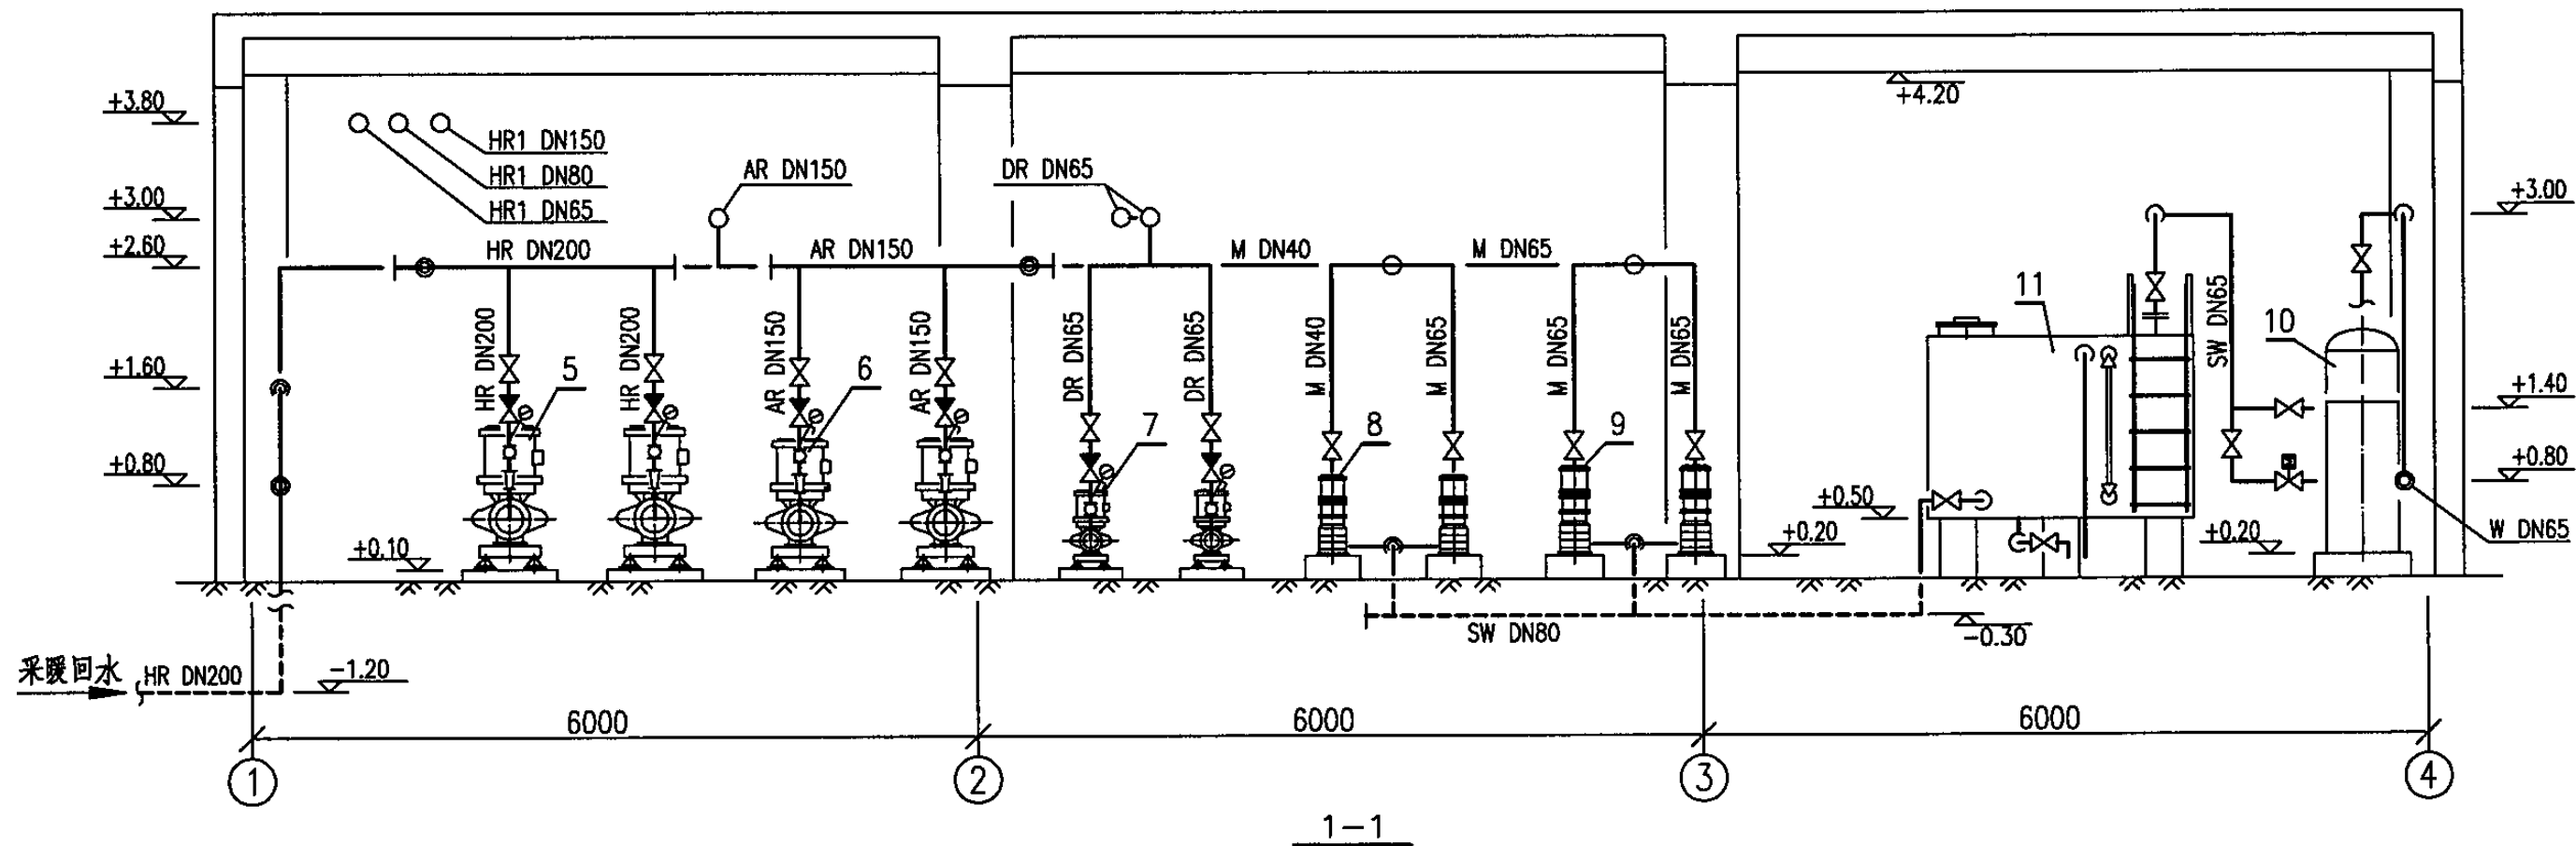 +3.80
+4.20
HR1 DN150
HR1 DN80
HR1 DN65
AR DN150
DR DN65
+3.00
+3.00
+2.60
HR DN200
AR DN150
M DN40
M DN65
11
10
SW DN65
HR DN200
HR DN200
AR DN150
AR DN150
DR DN65
DR DN65
M DN40
M DN65
M DN65
M DN65
+1.60
5
6
7
8
9
+1.40
+0.80
+0.80
+0.50
+0.10
+0.20
+0.20
W DN65
SW DN80
-0.30
采暖回水
HR DN200
-1.20
6000
6000
6000
1
2
3
4
1-1